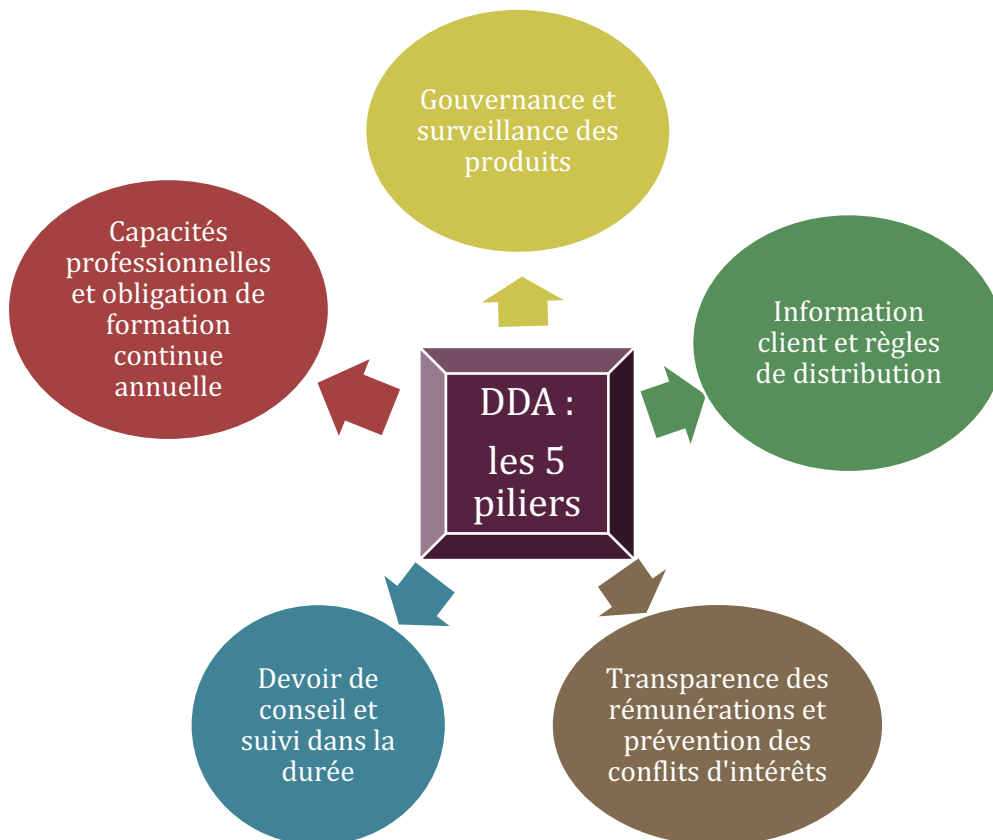 Gouvernance et
surveillance des
produits
Information
client et règles
de distribution
Transparence des
rémunérations et
prévention des
conflits d'intérêts
Devoir de
conseil et
suivi dans la
durée
Capacités
professionnelles
et obligation de
formation
continue
annuelle
DDA :
les 5
piliers